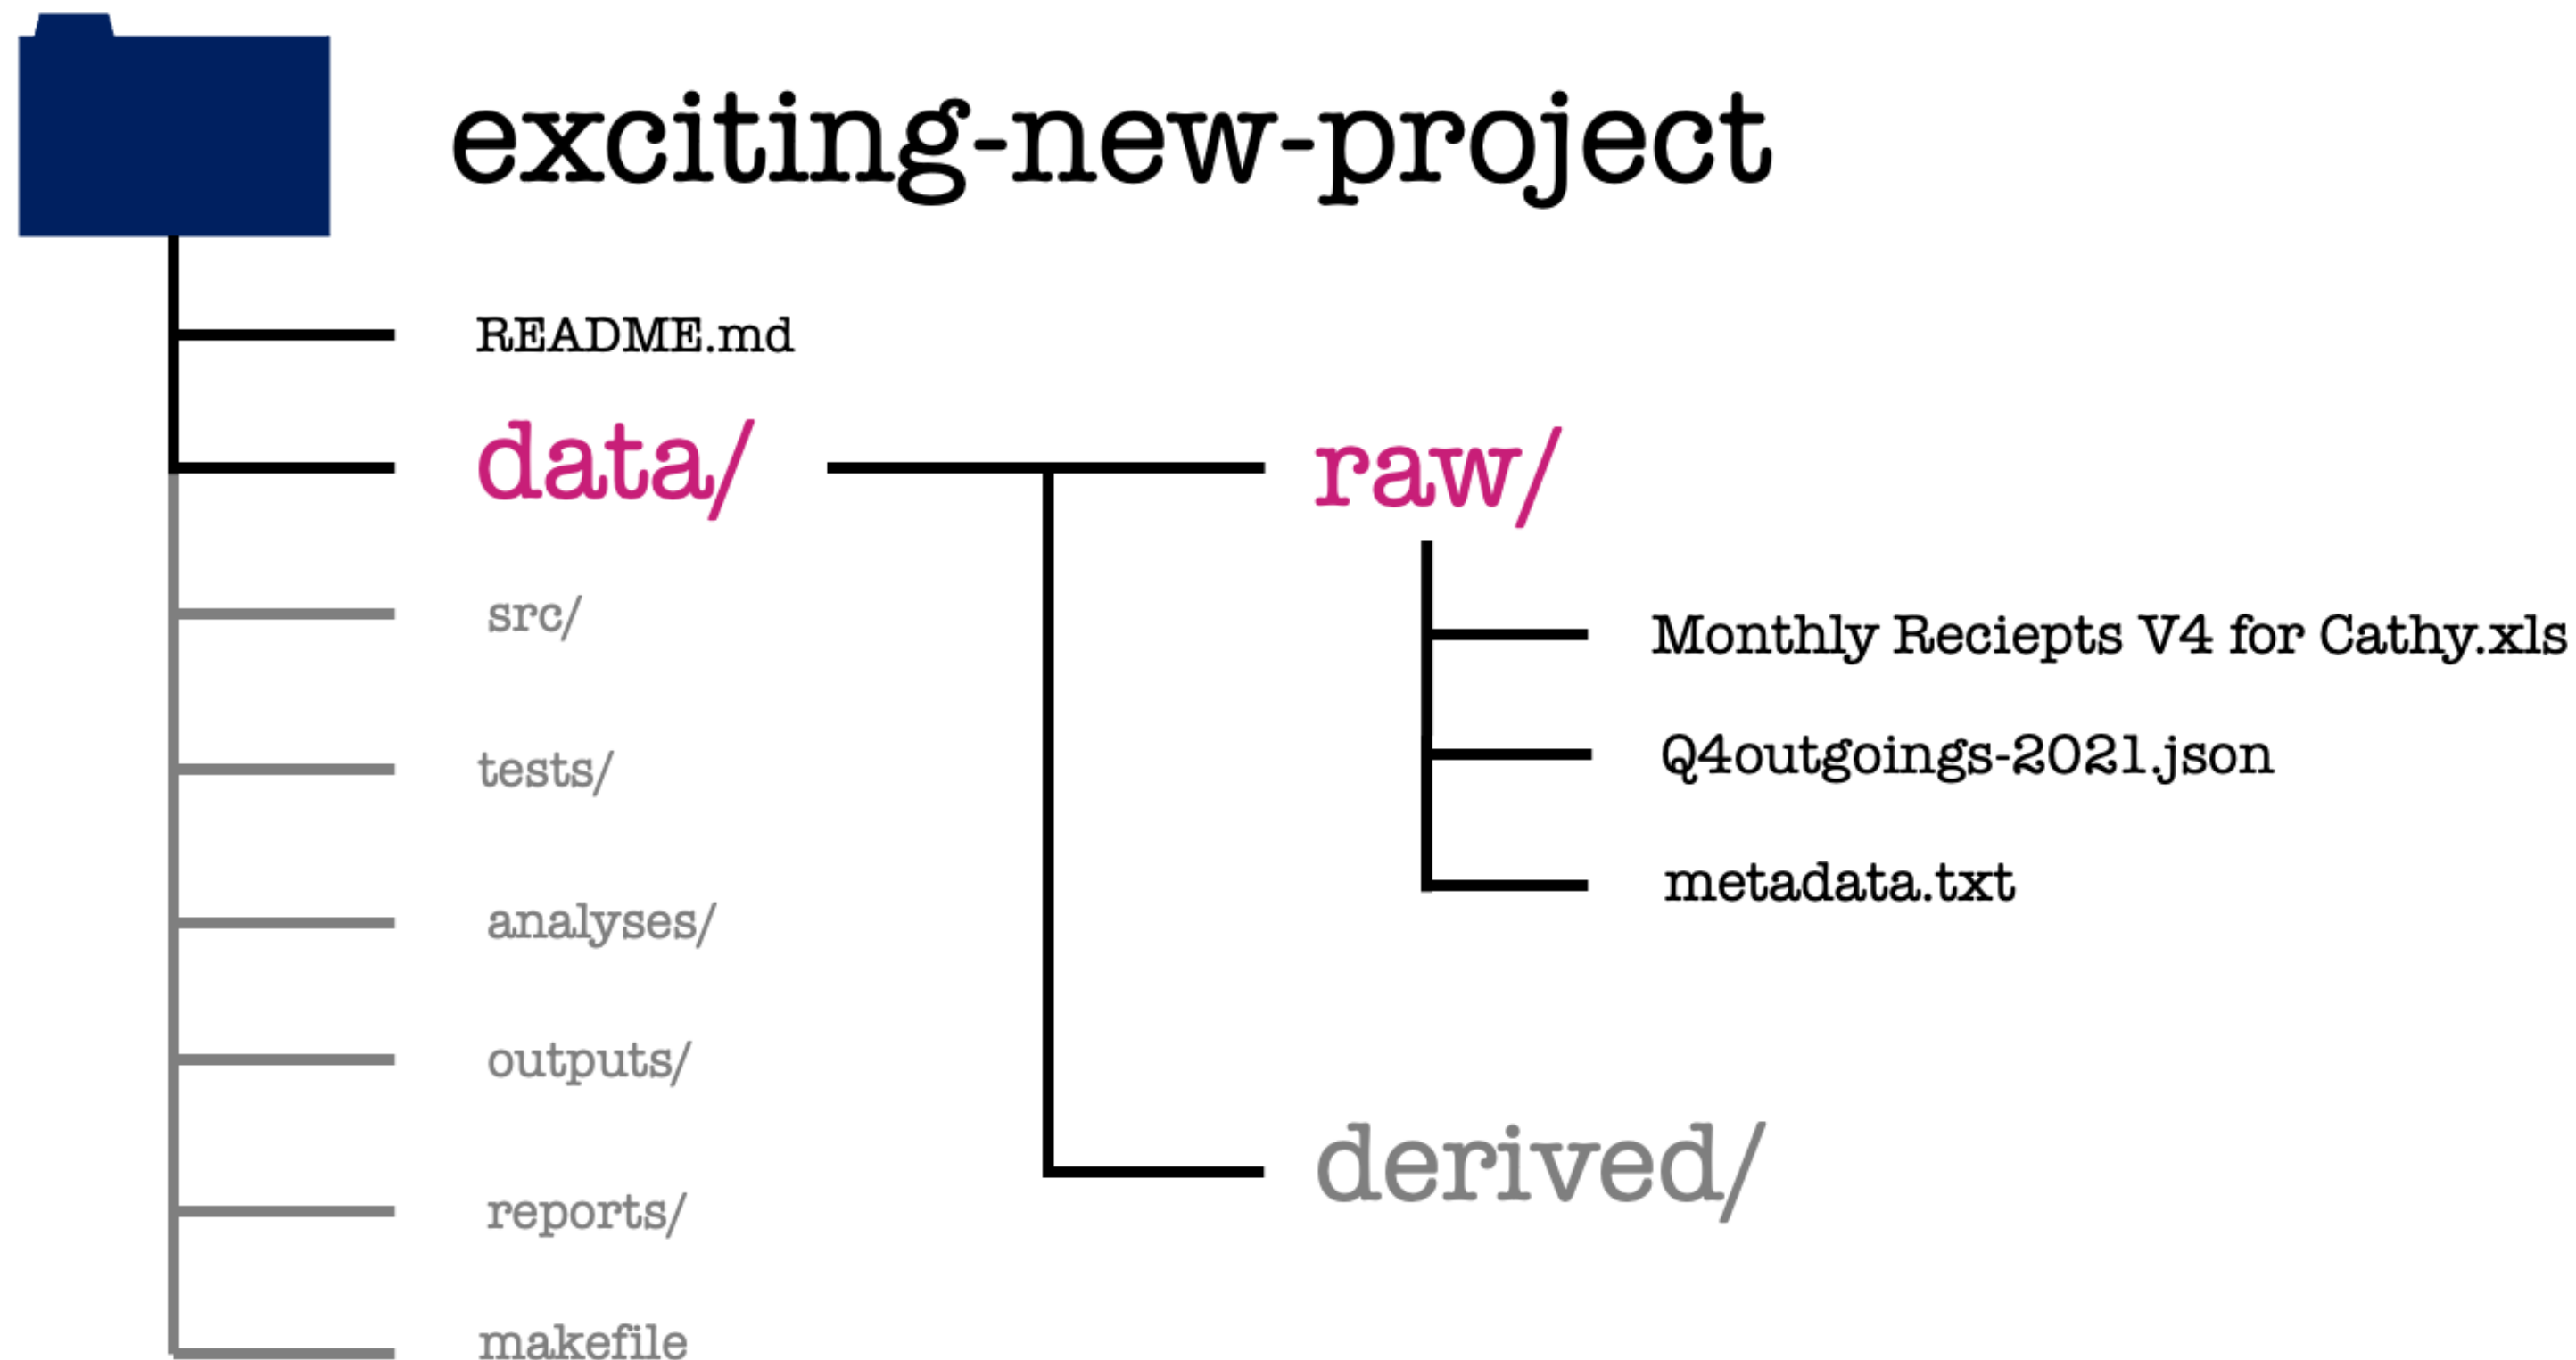 exciting-new-project
README.md
data/
raw/
src/
Monthly Reciepts V4 for Cathy.xls
tests/
Q4outgoings-2021.json
analyses/
metadata.txt
outputs/
derived/
reports/
makefile